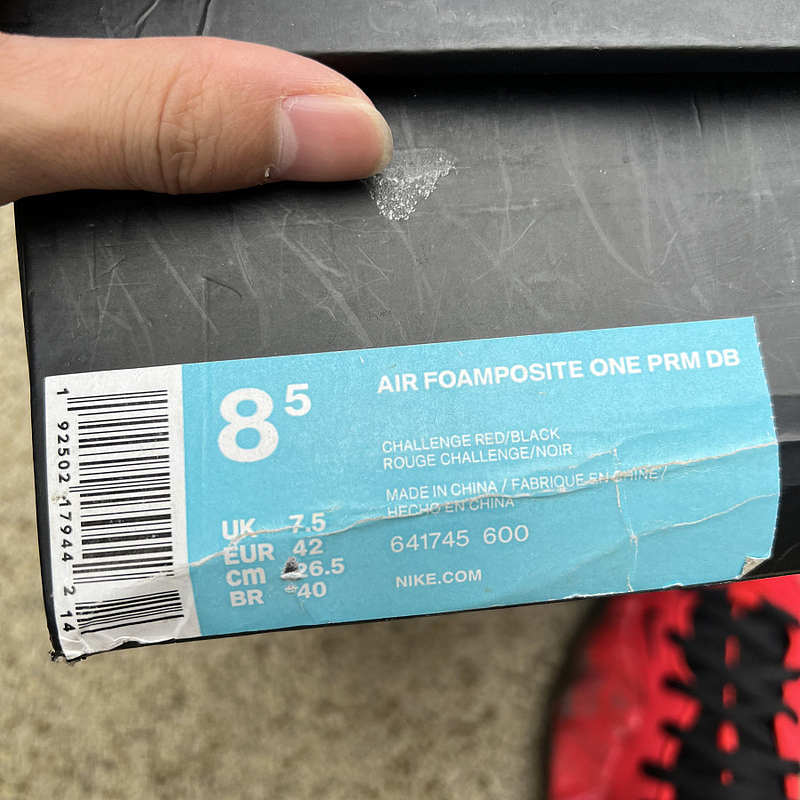 8.5
AIR FOAMPOSITE ONE PRM DB
CHALLENGE RED/BLACK
ROUGE CHALLENGE/NOIR
MADE IN CHINA / FABRIQUE EN CHINE/
HECHO EN CHINA
641745 600
NIKE.COM
UK 7.5
EUR 42
cm 26.5
BR 40
1 92502 17944 2 14